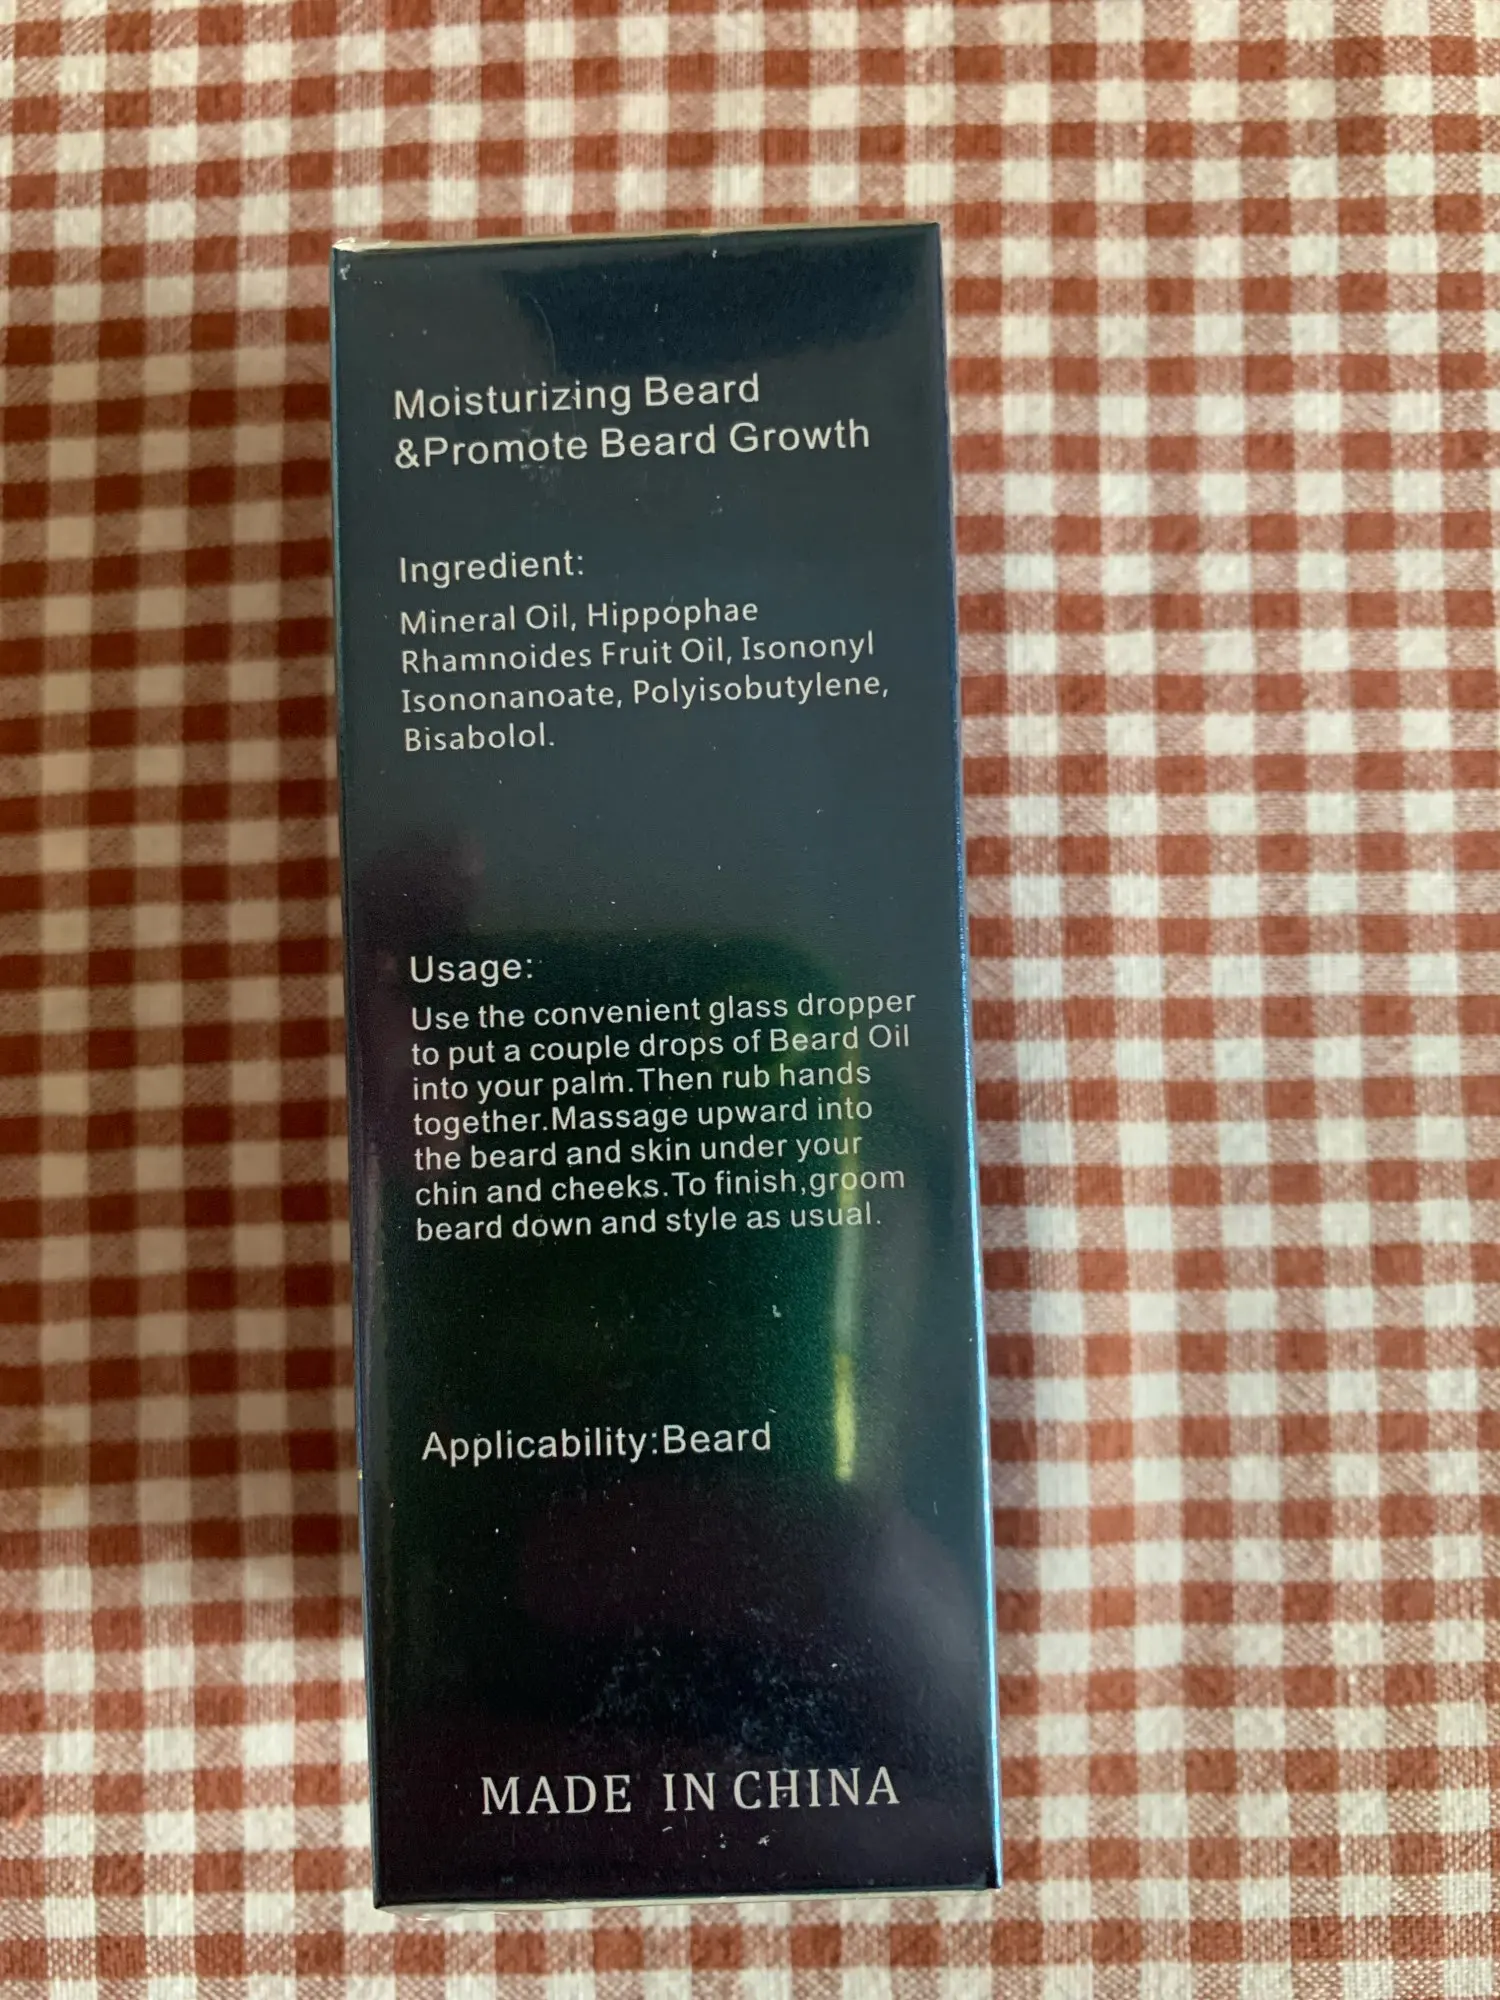 Moisturizing Beard
&Promote Beard Growth
Ingredient:
Mineral Oil, Hippophae
Rhamnoides Fruit Oil, Isononyl
Isononanoate, Polyisobutylene,
Bisabolol.
Usage:
Use the convenient glass dropper
to put a couple drops of Beard Oil
into your palm.Then rub hands
together.Massage upward into
the beard and skin under your
chin and cheeks.To finish,groom
beard down and style as usual.
Applicability:Beard
MADE IN CHINA